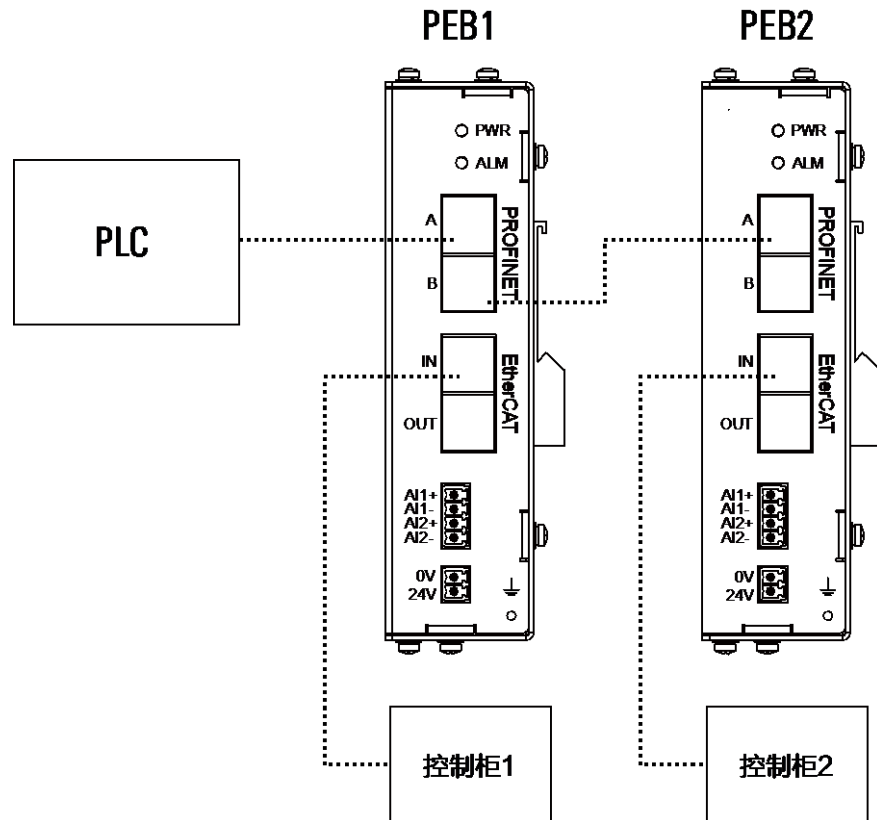 PEB1
PWR
ALM
A
B
PROFINET
IN
OUT
EtherCAT
AI1+
AI1-
AI2+
AI2-
0V
24V
PEB2
PWR
ALM
A
B
PROFINET
IN
OUT
EtherCAT
AI1+
AI1-
AI2+
AI2-
0V
24V
PLC
控制柜1
控制柜2